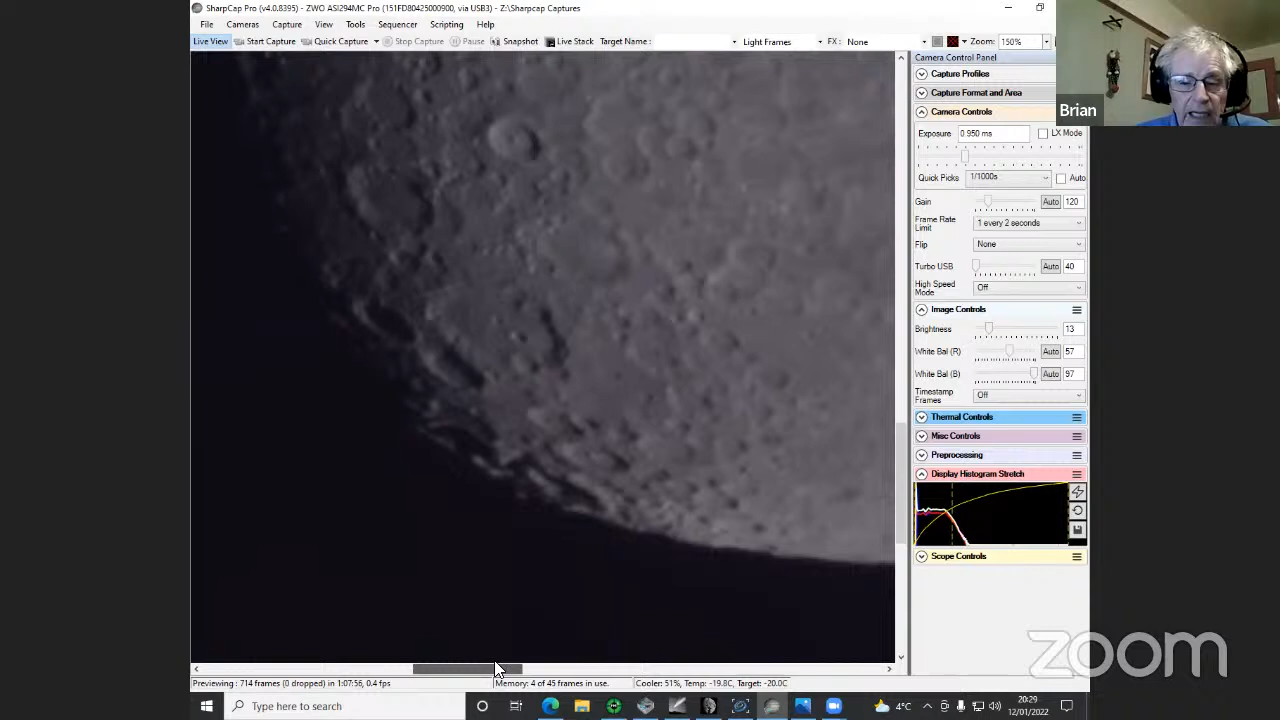 SharpCap Pro (v4.0.8395) - ZWO ASI294MC Pro (151FD80425000900, via USB3) - Z:\Sharpcap Captures
File Cameras Capture Tools Sequencer Scripting Help
Live View Start Capture Quick Capture Stop Capture Pause Snapshot Live Stack Target Name : Light Frames FX: None Zoom: 150%
Camera Control Panel
Capture Profiles
Capture Format and Area
Camera Controls
Brian
Exposure 0.950 ms LX Mode
Quick Picks 1/1000s Auto
Gain Auto 120
Frame Rate Limit 1 every 2 seconds
Flip None
Turbo USB Auto 40
High Speed Mode Off
Image Controls
Brightness 13
White Bal (R) Auto 57
White Bal (B) Auto 97
Timestamp Frames Off
Thermal Controls
Misc Controls
Preprocessing
Display Histogram Stretch
Scope Controls
zoom
Previewing : 714 frames (0 dropped) in 1:07:56, 0.4 fps Memory: 4 of 45 frames in use. Cooler: 51%, Temp: -19.8C, Target: -20.0C
Type here to search 4°C 20:29
12/01/2022